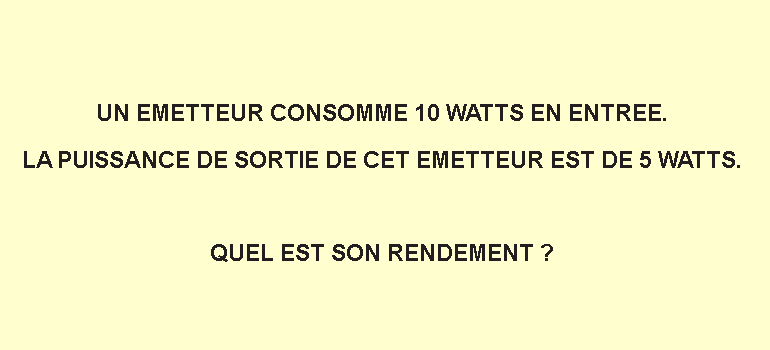 UN EMETTEUR CONSOMME 10 WATTS EN ENTREE.
LA PUISSANCE DE SORTIE DE CET EMETTEUR EST DE 5 WATTS.
QUEL EST SON RENDEMENT ?